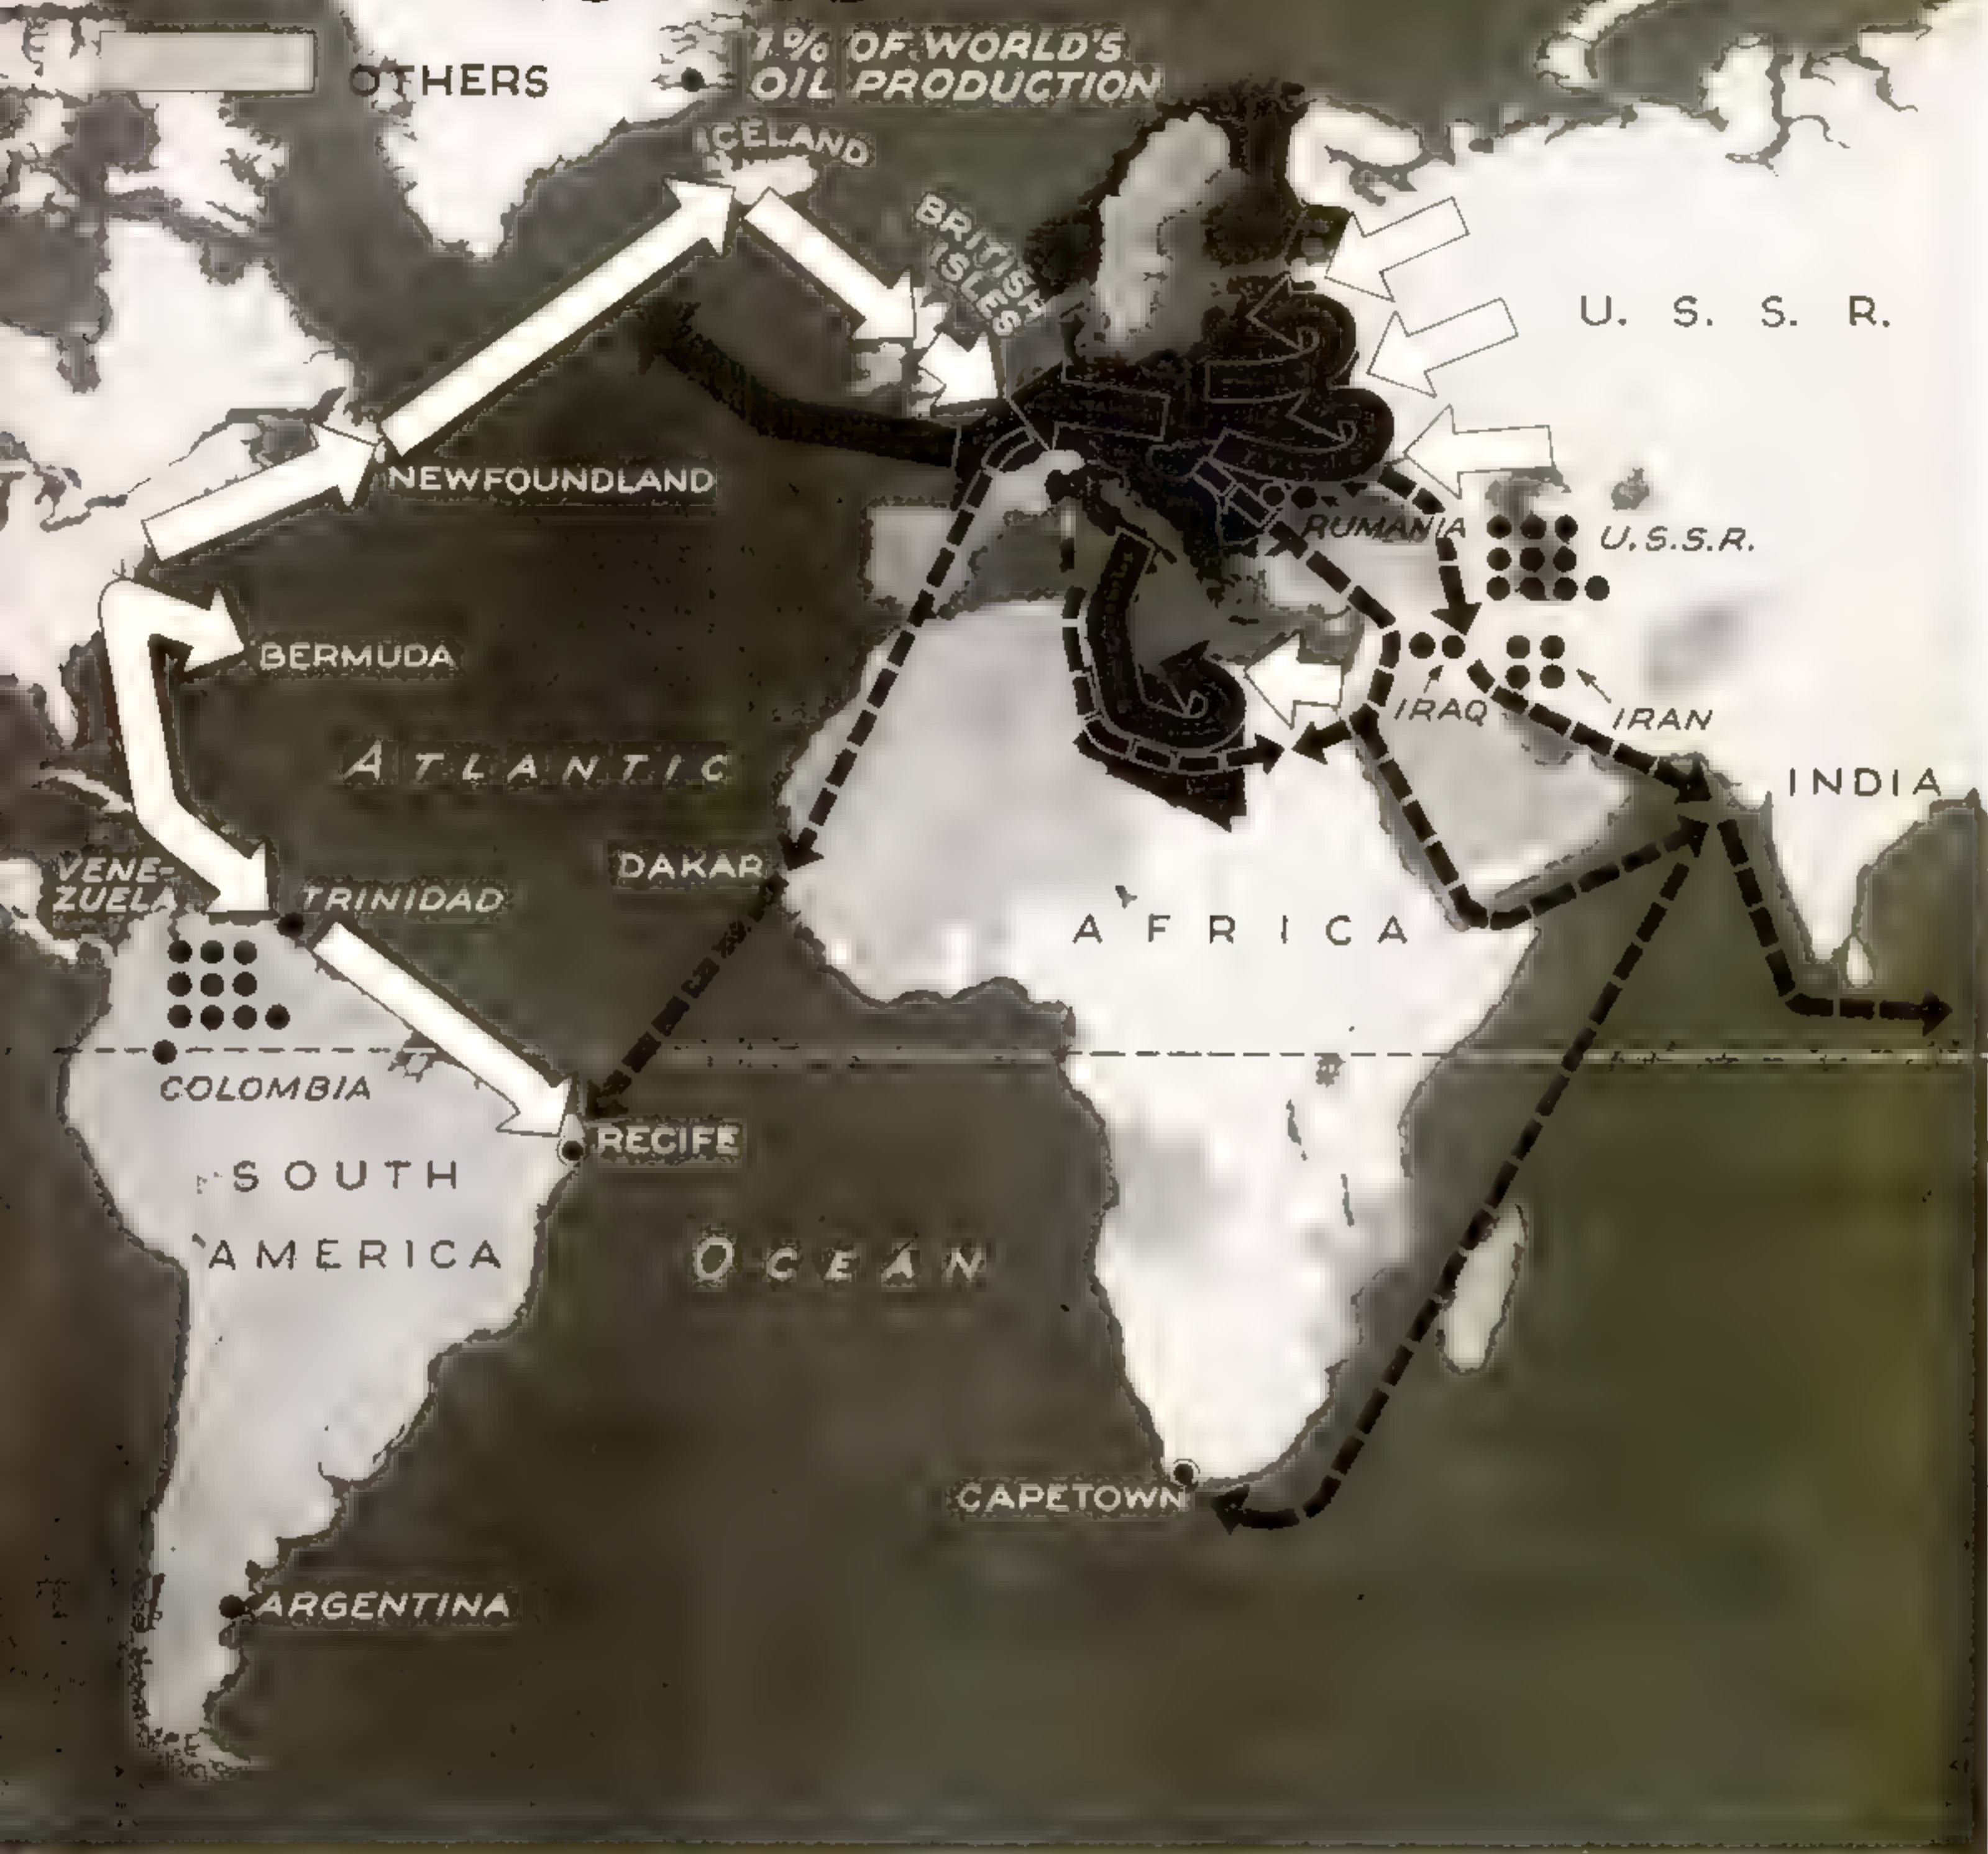 OTHERS
1% OF WORLD'S
OIL PRODUCTION
ICELAND
BRITISH
ISLES
U. S. S. R.
NEWFOUNDLAND
RUMANIA
U.S.S.R.
BERMUDA
IRAQ
IRAN
ATLANTIC
INDIA
VENE-
ZUELA
TRINIDAD
DAKAR
AFRICA
COLOMBIA
RECIFE
SOUTH
AMERICA
OCEAN
CAPETOWN
ARGENTINA